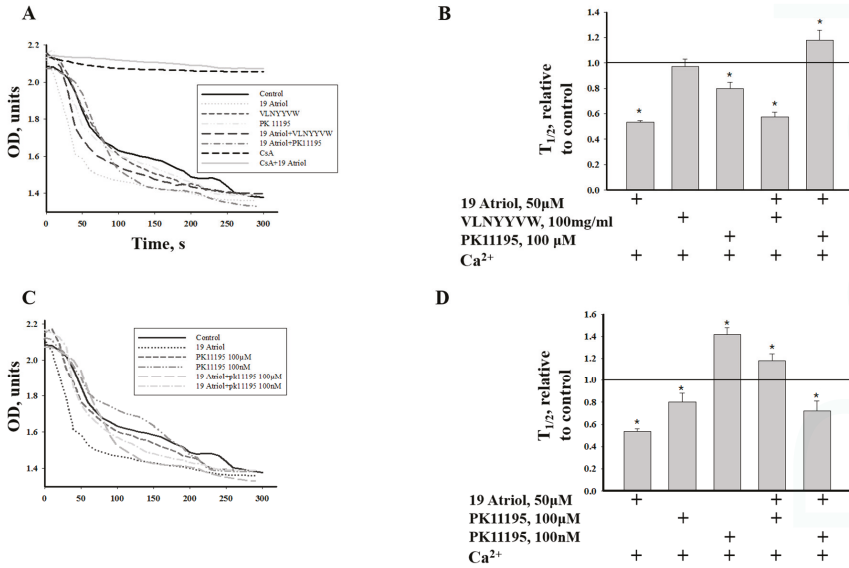 A
OD, units
2.2
2.0
1.8
1.6
1.4
0 50 100 150 200 250 300
Time, s
Control
19 Atriol
VLNYYVW
PK 11195
19 Atriol+VLNYYVW
19 Atriol+PK11195
CsA
CsA+19 Atriol
B
T1/2, relative
to control
1.4
1.2
1.0
0.8
0.6
0.4
0.2
0.0
* * * *
19 Atriol, 50μM + + +
VLNYYVW, 100mg/ml + +
PK11195, 100 μM + +
Ca2+ + + + + +
C
OD, units
2.2
2.0
1.8
1.6
1.4
0 50 100 150 200 250 300
Control
19 Atriol
PK11195 100μM
PK11195 100nM
19 Atriol+pk11195 100μM
19 Atriol+pk11195 100nM
D
T1/2, relative
to control
1.6
1.4
1.2
1.0
0.8
0.6
0.4
0.2
0.0
* * * * *
19 Atriol, 50μM + + +
PK11195, 100μM + +
PK11195, 100nM + +
Ca2+ + + + + +